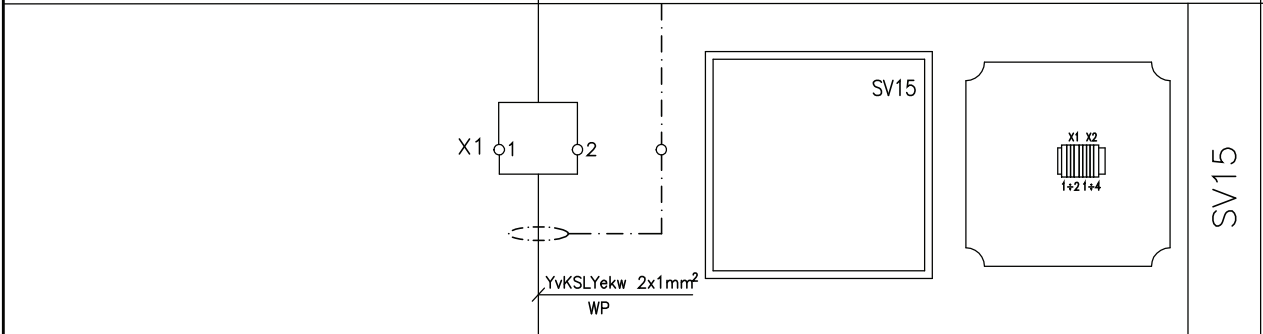 SV15
X1 1 2
X1 X2
1÷2 1÷4
YvKSLYekw 2x1mm²
WP
SV15